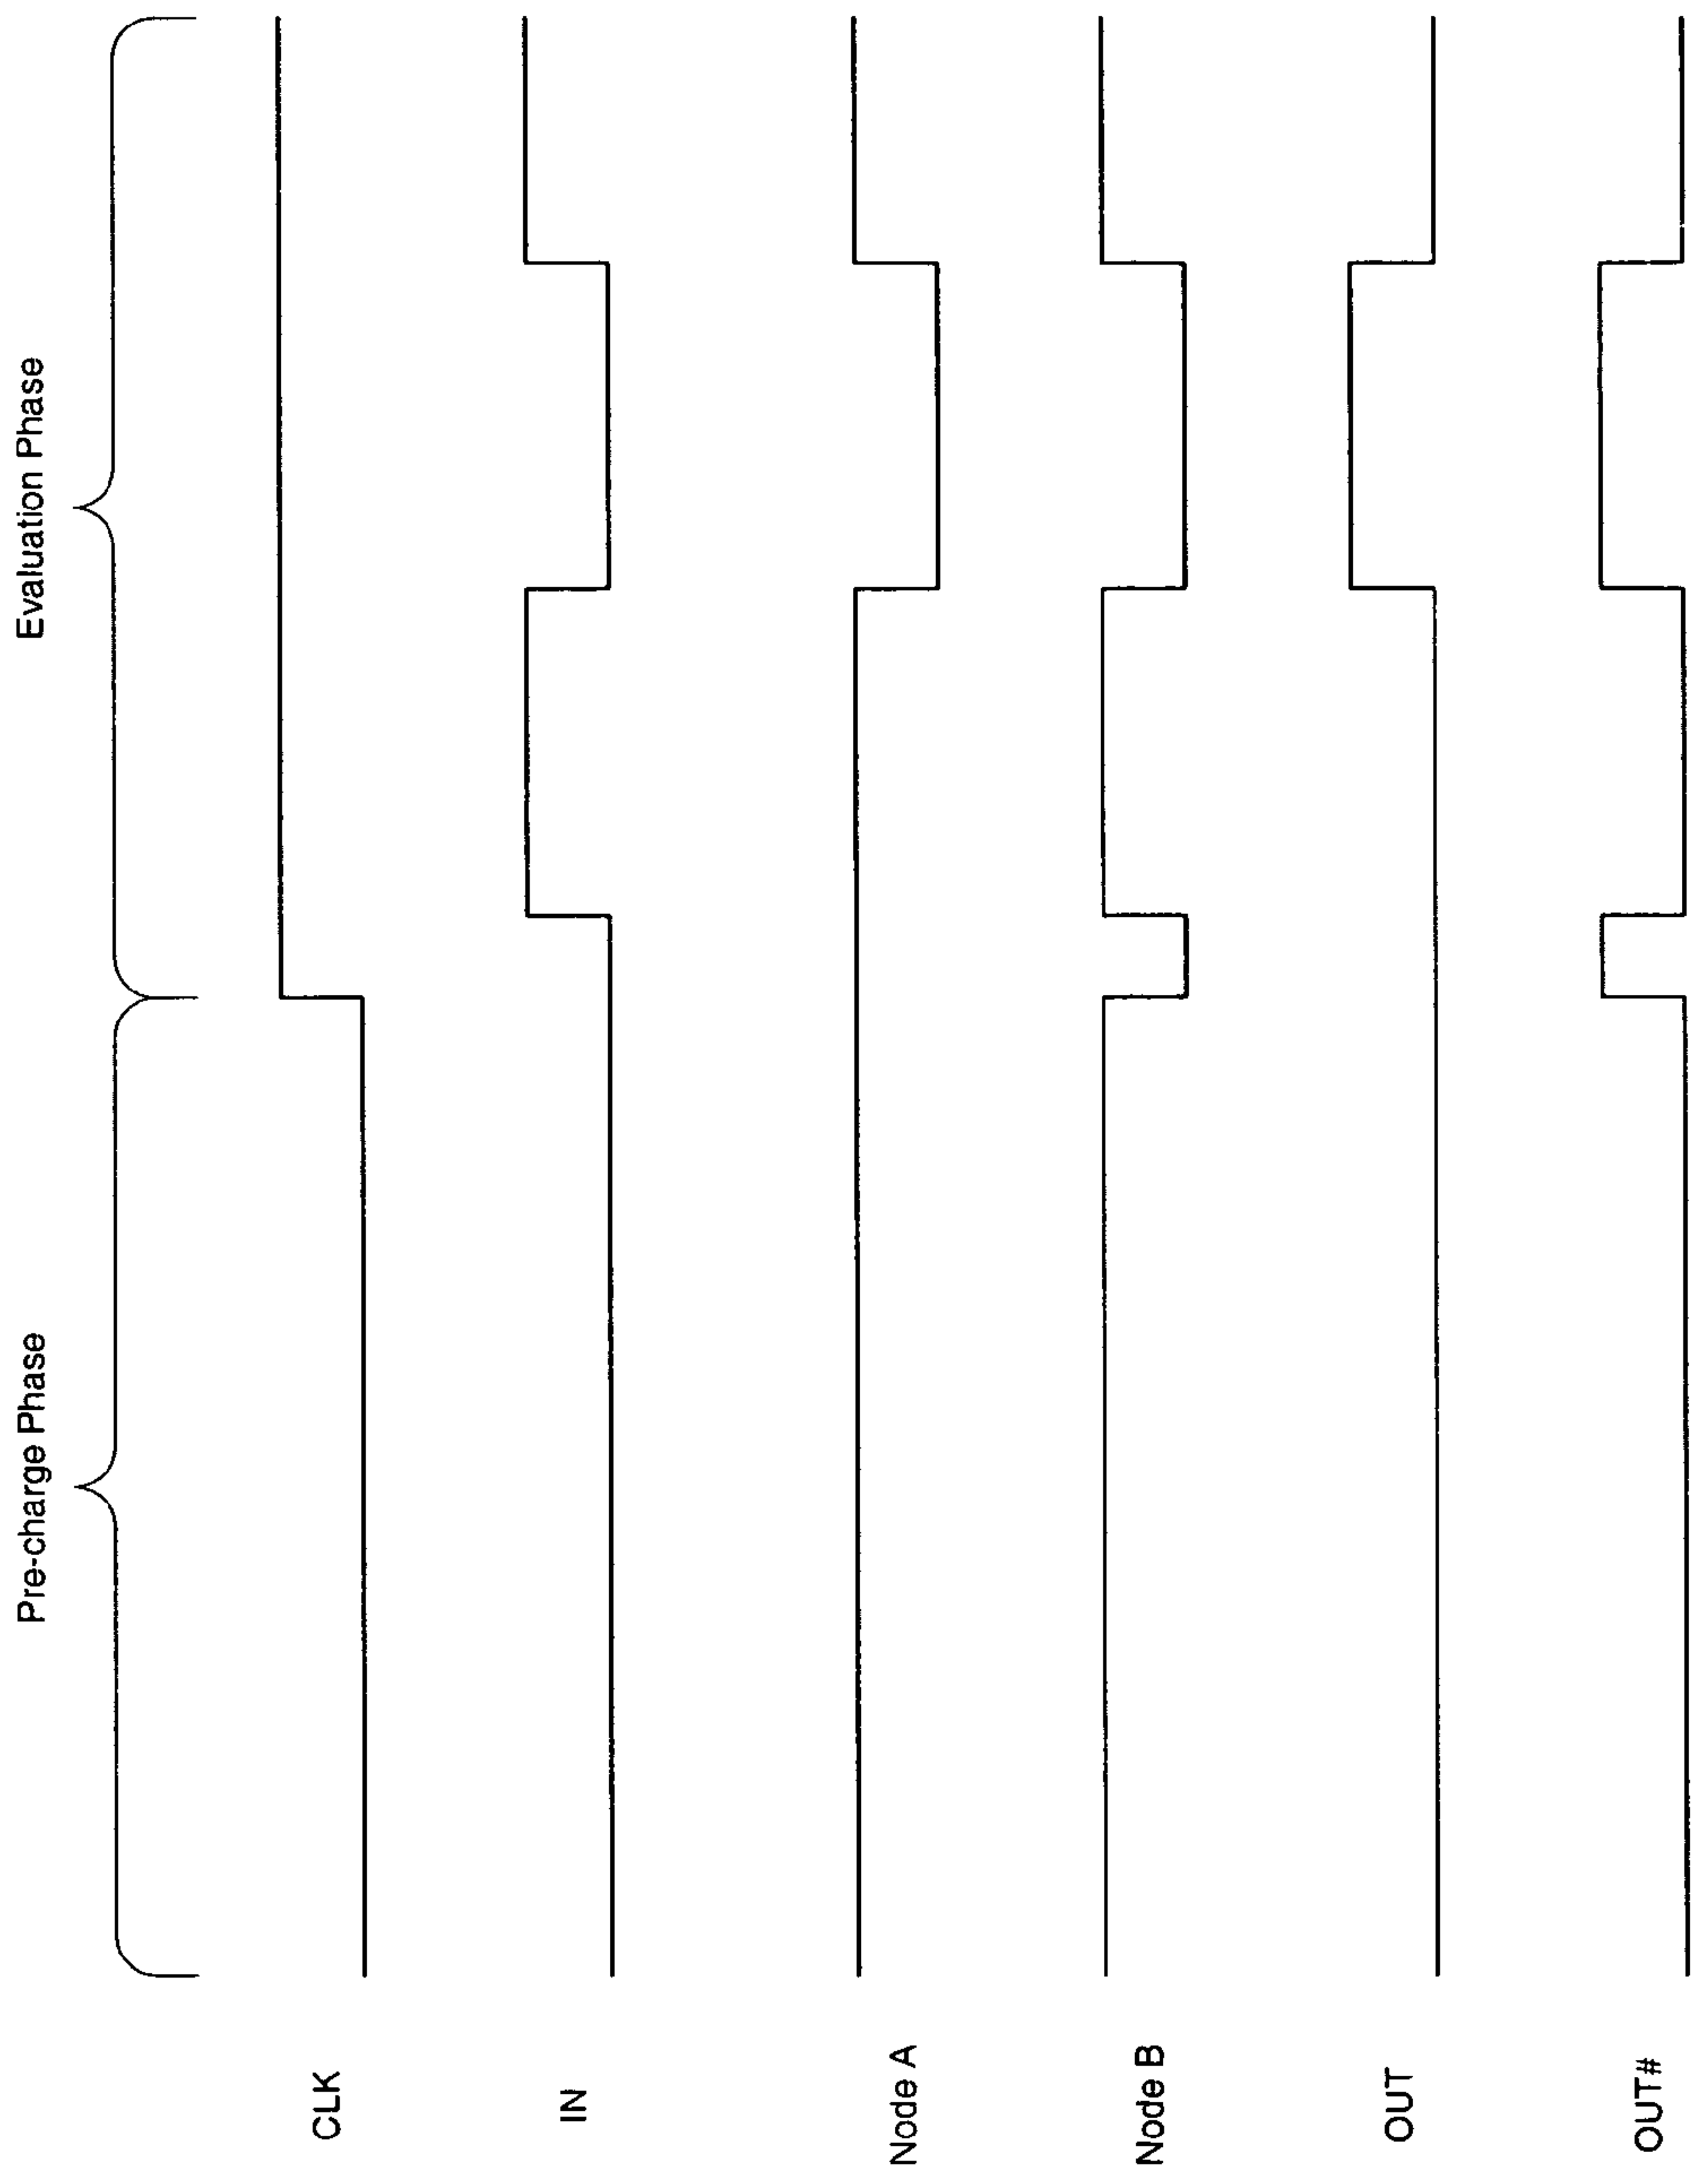 Pre-charge Phase
Evaluation Phase
CLK
IN
Node A
Node B
OUT
OUT#